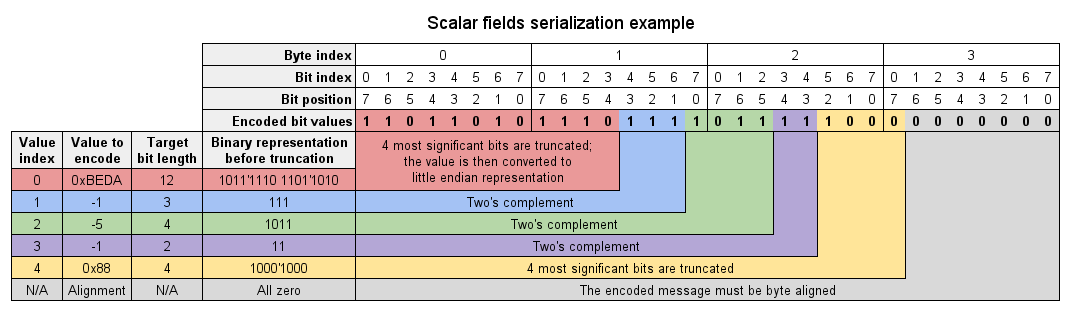 Scalar fields serialization example
Byte index 0 1 2 3
Bit index 0 1 2 3 4 5 6 7 0 1 2 3 4 5 6 7 0 1 2 3 4 5 6 7 0 1 2 3 4 5 6 7
Bit position 7 6 5 4 3 2 1 0 7 6 5 4 3 2 1 0 7 6 5 4 3 2 1 0 7 6 5 4 3 2 1 0
Encoded bit values 1 1 0 1 1 0 1 0 1 1 1 0 1 1 1 1 0 1 1 1 1 1 0 0 0 0 0 0 0 0 0 0
Value index
Value to encode
Target bit length
Binary representation before truncation
4 most significant bits are truncated;
the value is then converted to
little endian representation
0 0xBEDA 12 1011'1110 1101'1010
1 -1 3 111 Two's complement
2 -5 4 1011 Two's complement
3 -1 2 11 Two's complement
4 0x88 4 1000'1000 4 most significant bits are truncated
N/A Alignment N/A All zero The encoded message must be byte aligned